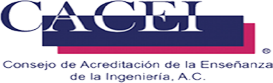 CACEI
®
Consejo de Acreditación de la Enseñanza
de la Ingeniería, A.C.